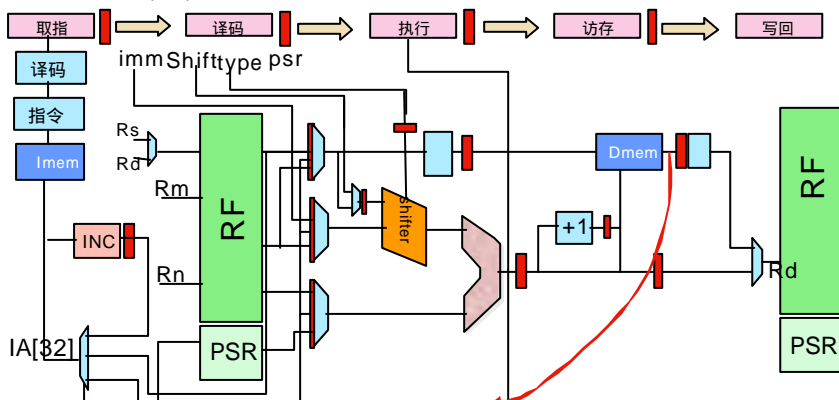 取指
译码
执行
访存
写回
译码
指令
Imem
INC
IA[32]
imm Shift type psr
Rs
Rd
Rm
Rn
RF
PSR
shifter
+1
Dmem
Rd
RF
PSR